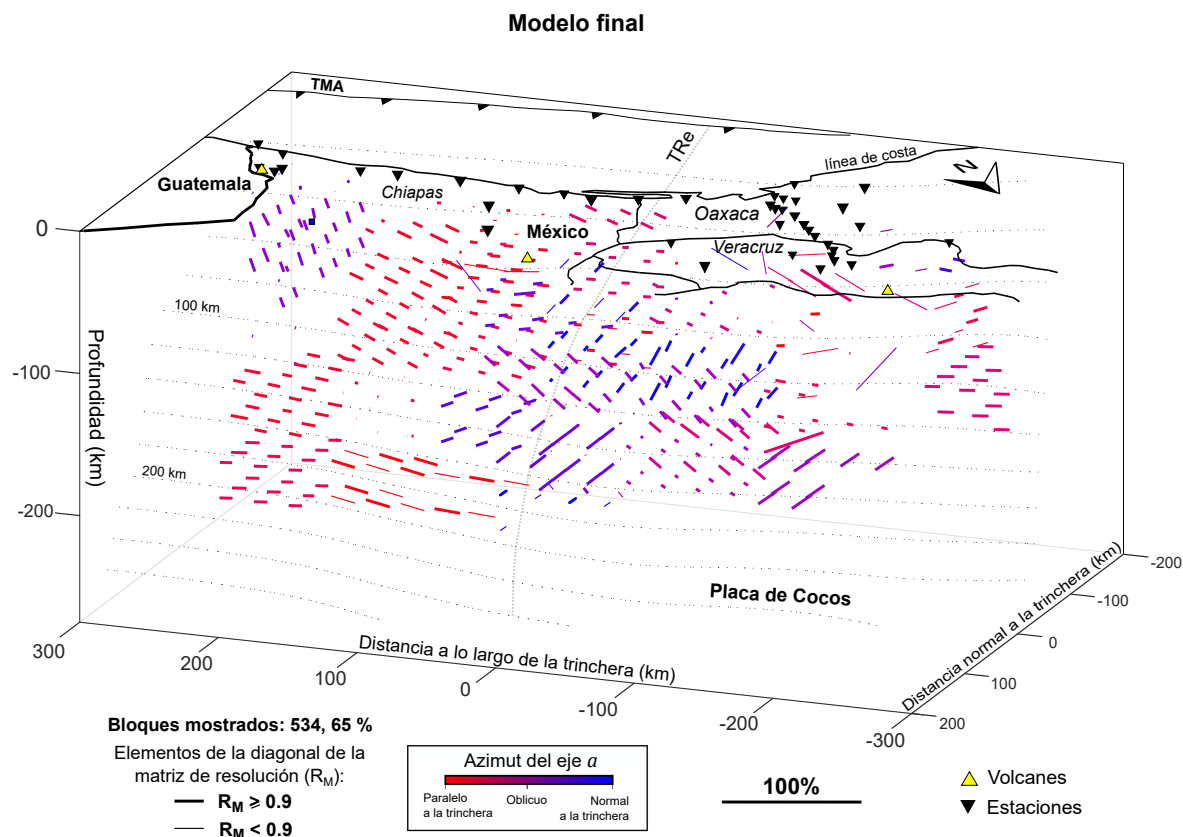 Modelo final
TMA
TRe
línea de costa
N
Guatemala
Chiapas
Oaxaca
México
Veracruz
0
-100
-200
Profundidad (km)
100 km
200 km
Placa de Cocos
300
200
100
0
-100
-200
-300
Distancia a lo largo de la trinchera (km)
200
100
0
-100
-200
Distancia normal a la trinchera (km)
Bloques mostrados: 534, 65 %
Elementos de la diagonal de la
matriz de resolución (RM):
RM ⩾ 0.9
RM < 0.9
Azimut del eje a
Paralelo
a la trinchera
Oblicuo
Normal
a la trinchera
100%
Volcanes
Estaciones